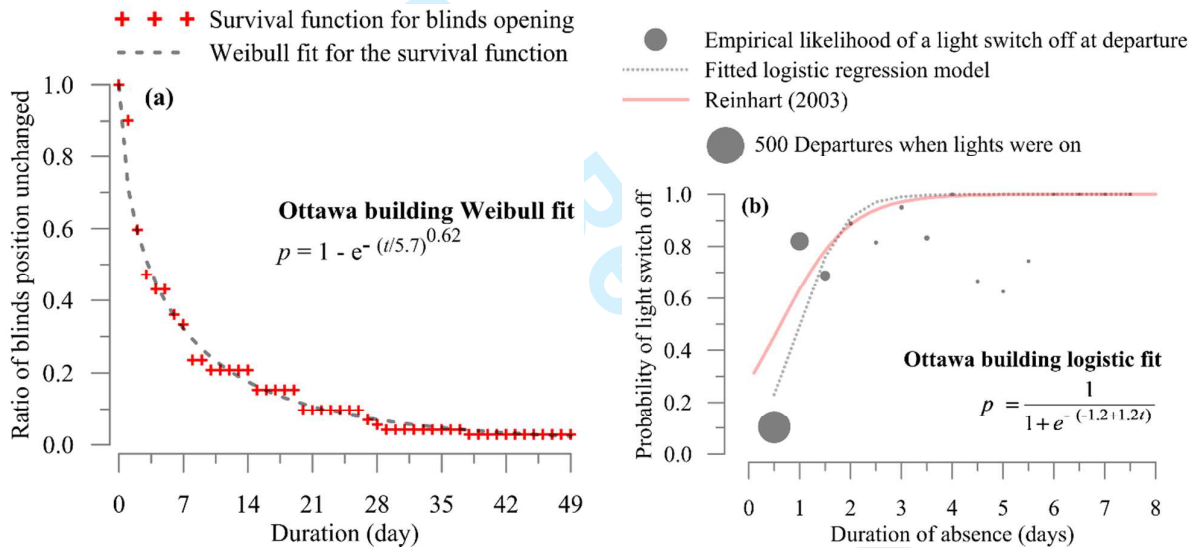 Survival function for blinds opening
Weibull fit for the survival function
(a)
Ratio of blinds position unchanged
1.0
0.8
0.6
0.4
0.2
0.0
Ottawa building Weibull fit
p = 1 - e^- (t/5.7)^0.62
0 7 14 21 28 35 42 49
Duration (day)
Empirical likelihood of a light switch off at departure
Fitted logistic regression model
Reinhart (2003)
500 Departures when lights were on
(b)
Probability of light switch off
1.0
0.8
0.6
0.4
0.2
0.0
Ottawa building logistic fit
p = 1
1+e^- (-1.2+1.2t)
0 1 2 3 4 5 6 7 8
Duration of absence (days)